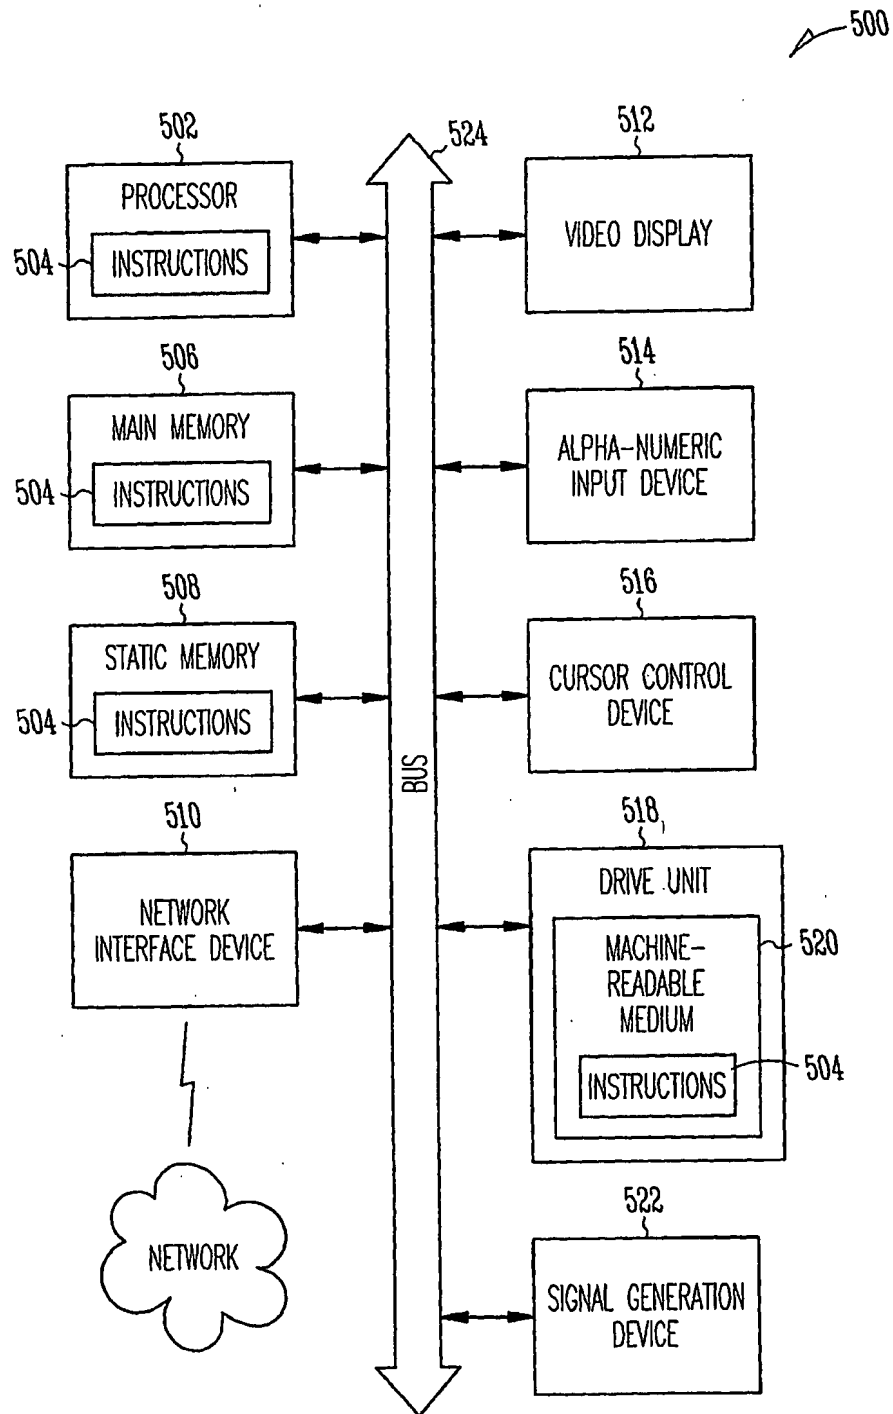 500
502
PROCESSOR
504
INSTRUCTIONS
506
MAIN MEMORY
504
INSTRUCTIONS
508
STATIC MEMORY
504
INSTRUCTIONS
510
NETWORK
INTERFACE DEVICE
NETWORK
524
BUS
512
VIDEO DISPLAY
514
ALPHA-NUMERIC
INPUT DEVICE
516
CURSOR CONTROL
DEVICE
518
DRIVE UNIT
520
MACHINE-
READABLE
MEDIUM
504
INSTRUCTIONS
522
SIGNAL GENERATION
DEVICE